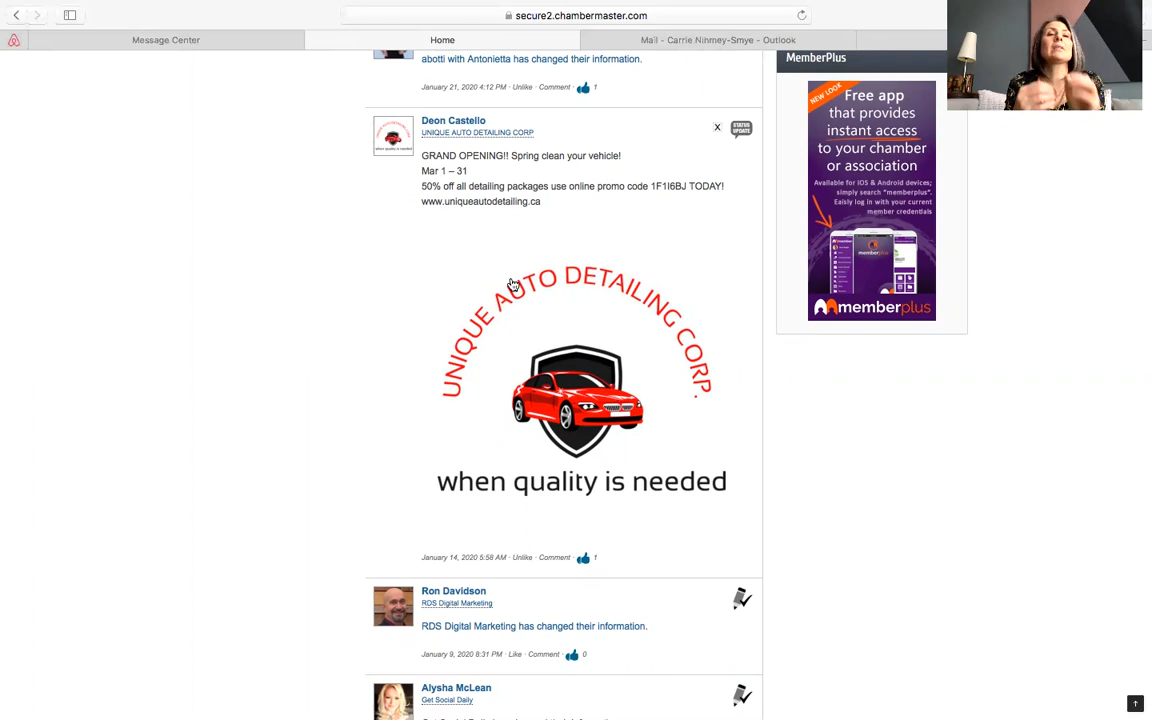 secure2.chambermaster.com
Message Center
Home
Mail - Carrie Ninmey-Smye - Outlook
abotti with Antonietta has changed their information.
January 21, 2020 4:12 PM · Unlike · Comment · 1
Deon Castello
UNIQUE AUTO DETAILING CORP
X
STATUS UPDATE
GRAND OPENING!! Spring clean your vehicle!
Mar 1 – 31
50% off all detailing packages use online promo code 1F1I6BJ TODAY!
www.uniqueautodetailing.ca
UNIQUE AUTO DETAILING CORP.
when quality is needed
January 14, 2020 5:58 AM · Unlike · Comment · 1
Ron Davidson
RDS Digital Marketing
RDS Digital Marketing has changed their information.
January 9, 2020 8:31 PM · Like · Comment · 0
Alysha McLean
Get Social Daily
MemberPlus
NEW LOOK
Free app
that provides
instant access
to your chamber
or association
Available for iOS & Android devices;
simply search "memberplus".
Eaisly log in with your current
member credentials
memberplus